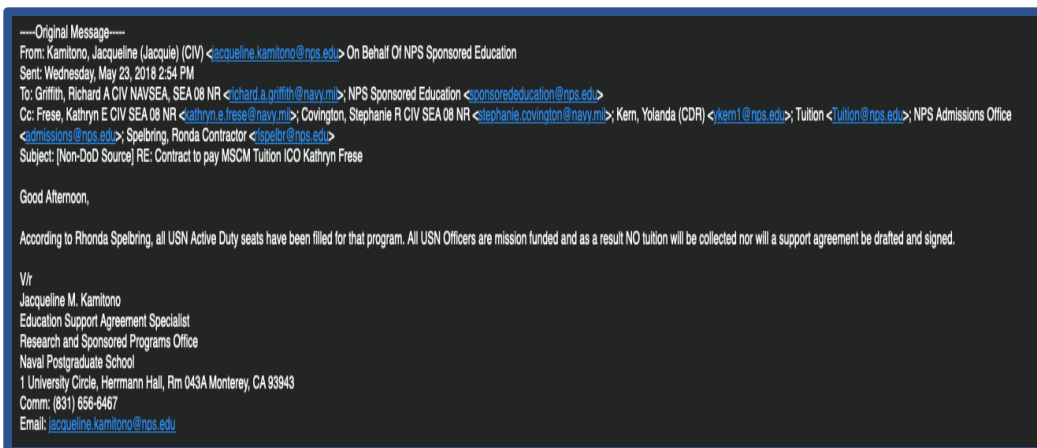 -----Original Message-----
From: Kamitono, Jacqueline (Jacquie) (CIV) <jacqueline.kamitono@nps.edu> On Behalf Of NPS Sponsored Education
Sent: Wednesday, May 23, 2018 2:54 PM
To: Griffith, Richard A CIV NAVSEA, SEA 08 NR <richard.a.griffith@navy.mil>; NPS Sponsored Education <sponsorededucation@nps.edu>
Cc: Frese, Kathryn E CIV SEA 08 NR <kathryn.e.frese@navy.mil>; Covington, Stephanie R CIV SEA 08 NR <stephanie.covington@navy.mil>; Kern, Yolanda (CDR) <ykern1@nps.edu>; Tuition <Tuition@nps.edu>; NPS Admissions Office
<admissions@nps.edu>; Spelbring, Ronda Contractor <rlspelbr@nps.edu>
Subject: [Non-DoD Source] RE: Contract to pay MSCM Tuition ICO Kathryn Frese
Good Afternoon,
According to Rhonda Spelbring, all USN Active Duty seats have been filled for that program. All USN Officers are mission funded and as a result NO tuition will be collected nor will a support agreement be drafted and signed.
V/r
Jacqueline M. Kamitono
Education Support Agreement Specialist
Research and Sponsored Programs Office
Naval Postgraduate School
1 University Circle, Herrmann Hall, Rm 043A Monterey, CA 93943
Comm: (831) 656-6467
Email: jacqueline.kamitono@nps.edu